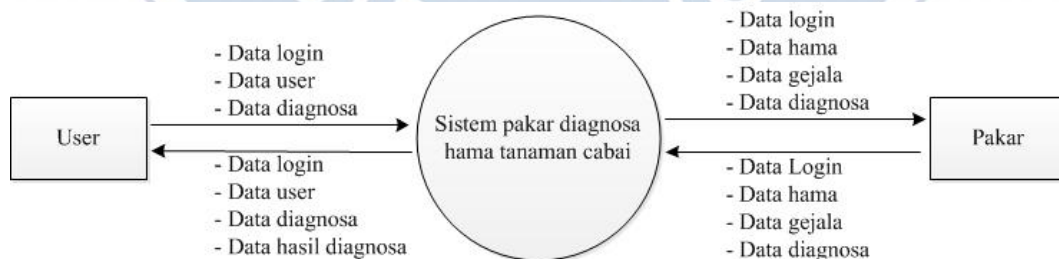 - Data login
- Data user
- Data diagnosa
User
- Data login
- Data user
- Data diagnosa
- Data hasil diagnosa
Sistem pakar diagnosa
hama tanaman cabai
- Data login
- Data hama
- Data gejala
- Data diagnosa
Pakar
- Data Login
- Data hama
- Data gejala
- Data diagnosa